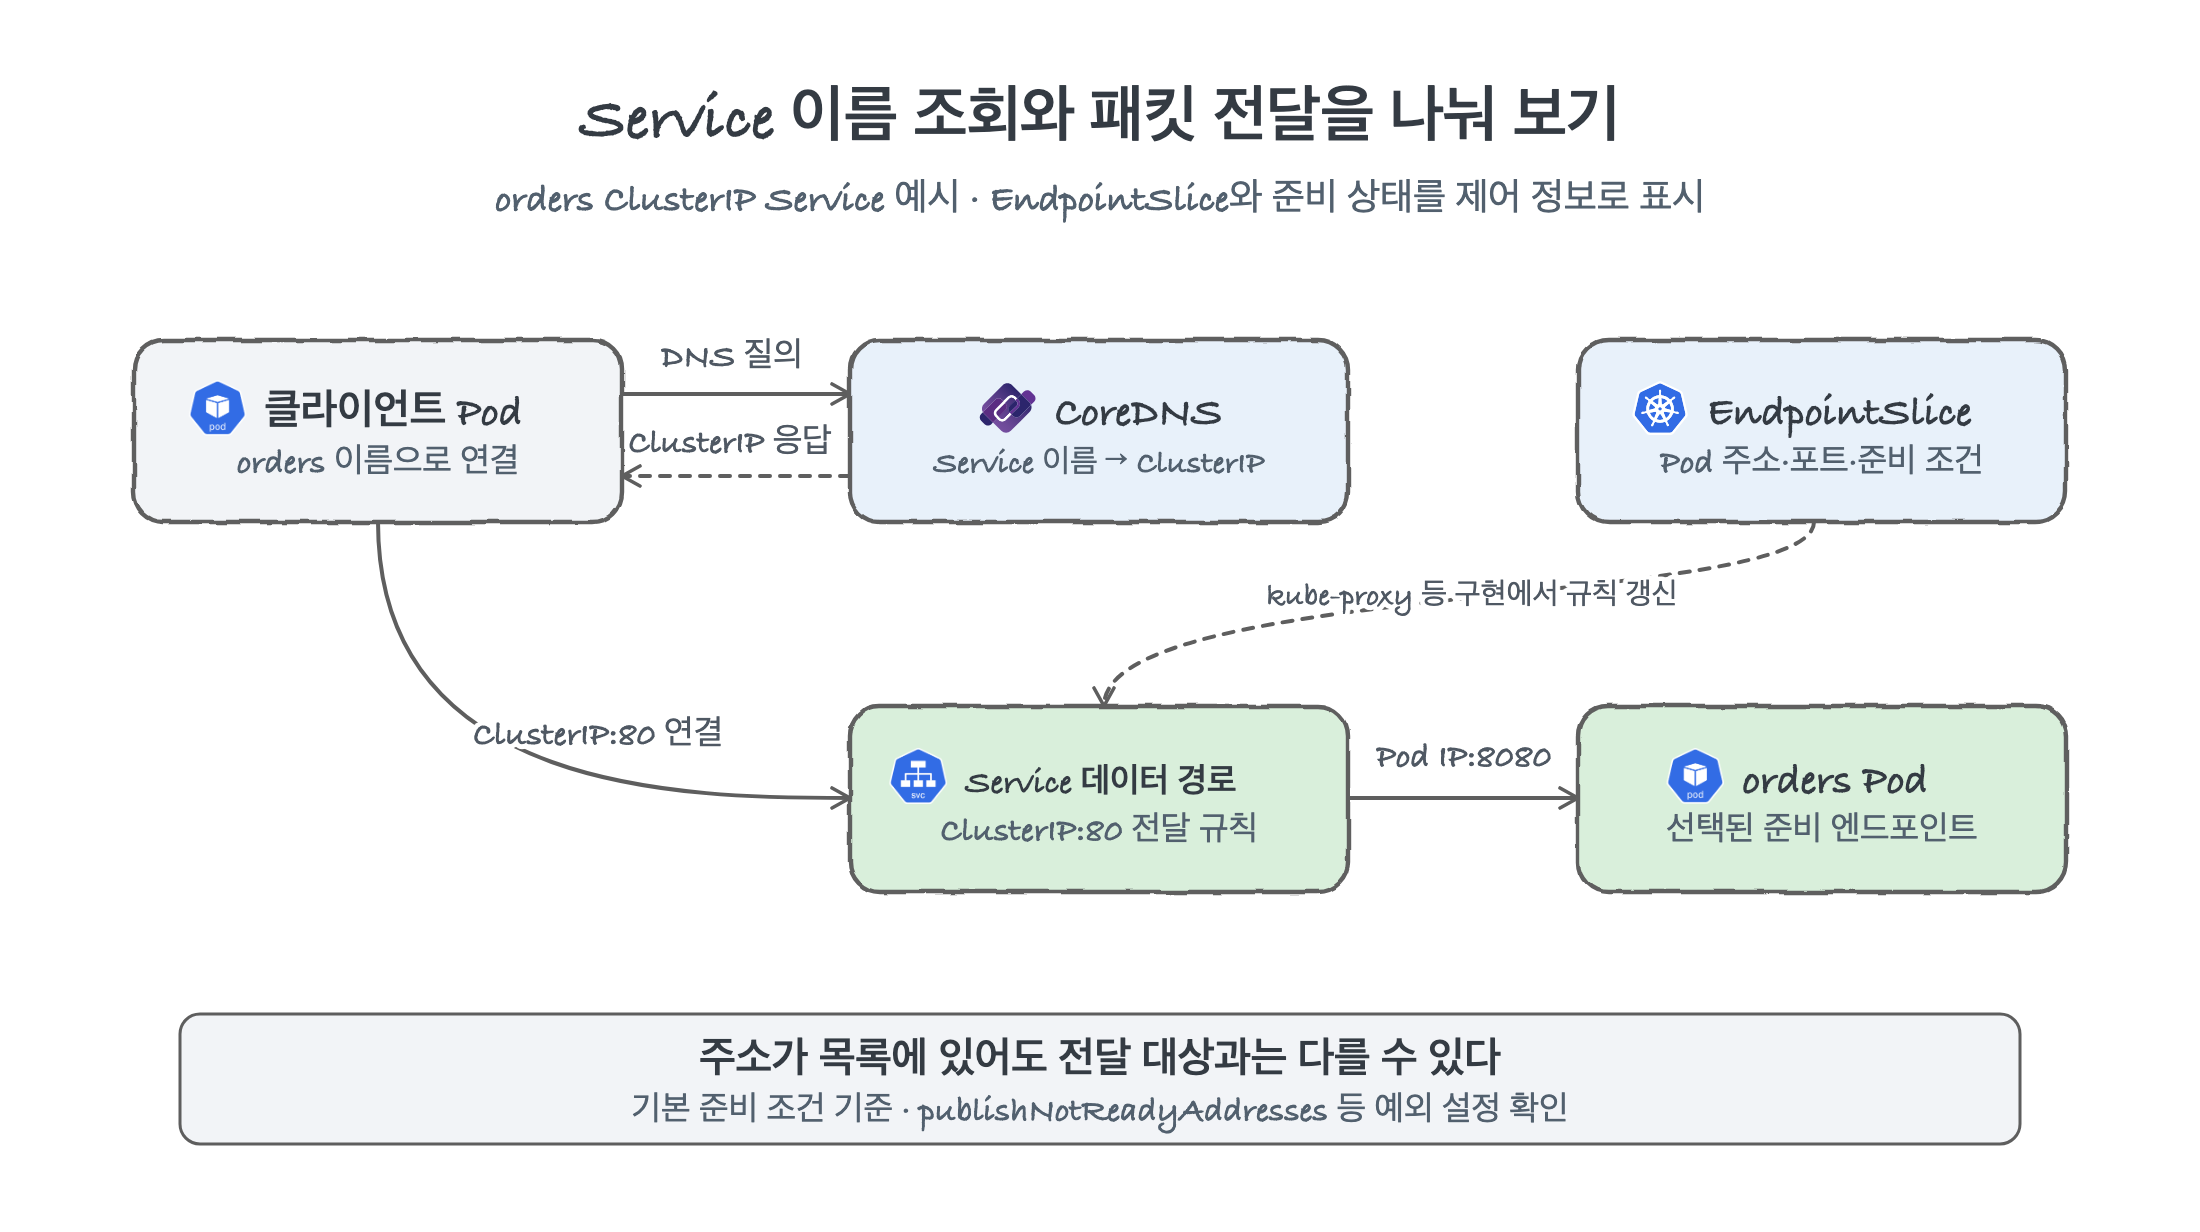 Service 이름 조회와 패킷 전달을 나눠 보기
orders ClusterIP Service 예시 · EndpointSlice와 준비 상태를 제어 정보로 표시
pod
클라이언트 Pod
orders 이름으로 연결
DNS 질의
ClusterIP 응답
CoreDNS
Service 이름 → ClusterIP
EndpointSlice
Pod 주소·포트·준비 조건
kube-proxy 등 구현에서 규칙 갱신
ClusterIP:80 연결
svc
Service 데이터 경로
ClusterIP:80 전달 규칙
Pod IP:8080
pod
orders Pod
선택된 준비 엔드포인트
주소가 목록에 있어도 전달 대상과는 다를 수 있다
기본 준비 조건 기준 · publishNotReadyAddresses 등 예외 설정 확인